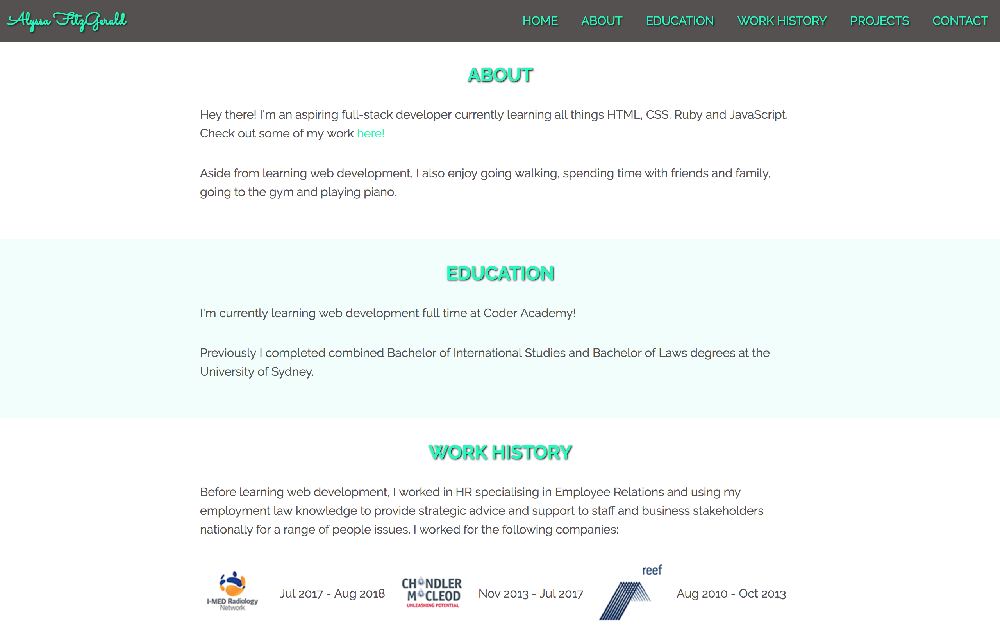 Alyssa FitzGerald
HOME ABOUT EDUCATION WORK HISTORY PROJECTS CONTACT
ABOUT
Hey there! I'm an aspiring full-stack developer currently learning all things HTML, CSS, Ruby and JavaScript.
Check out some of my work here!
Aside from learning web development, I also enjoy going walking, spending time with friends and family,
going to the gym and playing piano.
EDUCATION
I'm currently learning web development full time at Coder Academy!
Previously I completed combined Bachelor of International Studies and Bachelor of Laws degrees at the
University of Sydney.
WORK HISTORY
Before learning web development, I worked in HR specialising in Employee Relations and using my
employment law knowledge to provide strategic advice and support to staff and business stakeholders
nationally for a range of people issues. I worked for the following companies:
I-MED Radiology
Network
Jul 2017 - Aug 2018
CHANDLER
MACLEOD
UNLEASHING POTENTIAL
Nov 2013 - Jul 2017
reef
Aug 2010 - Oct 2013